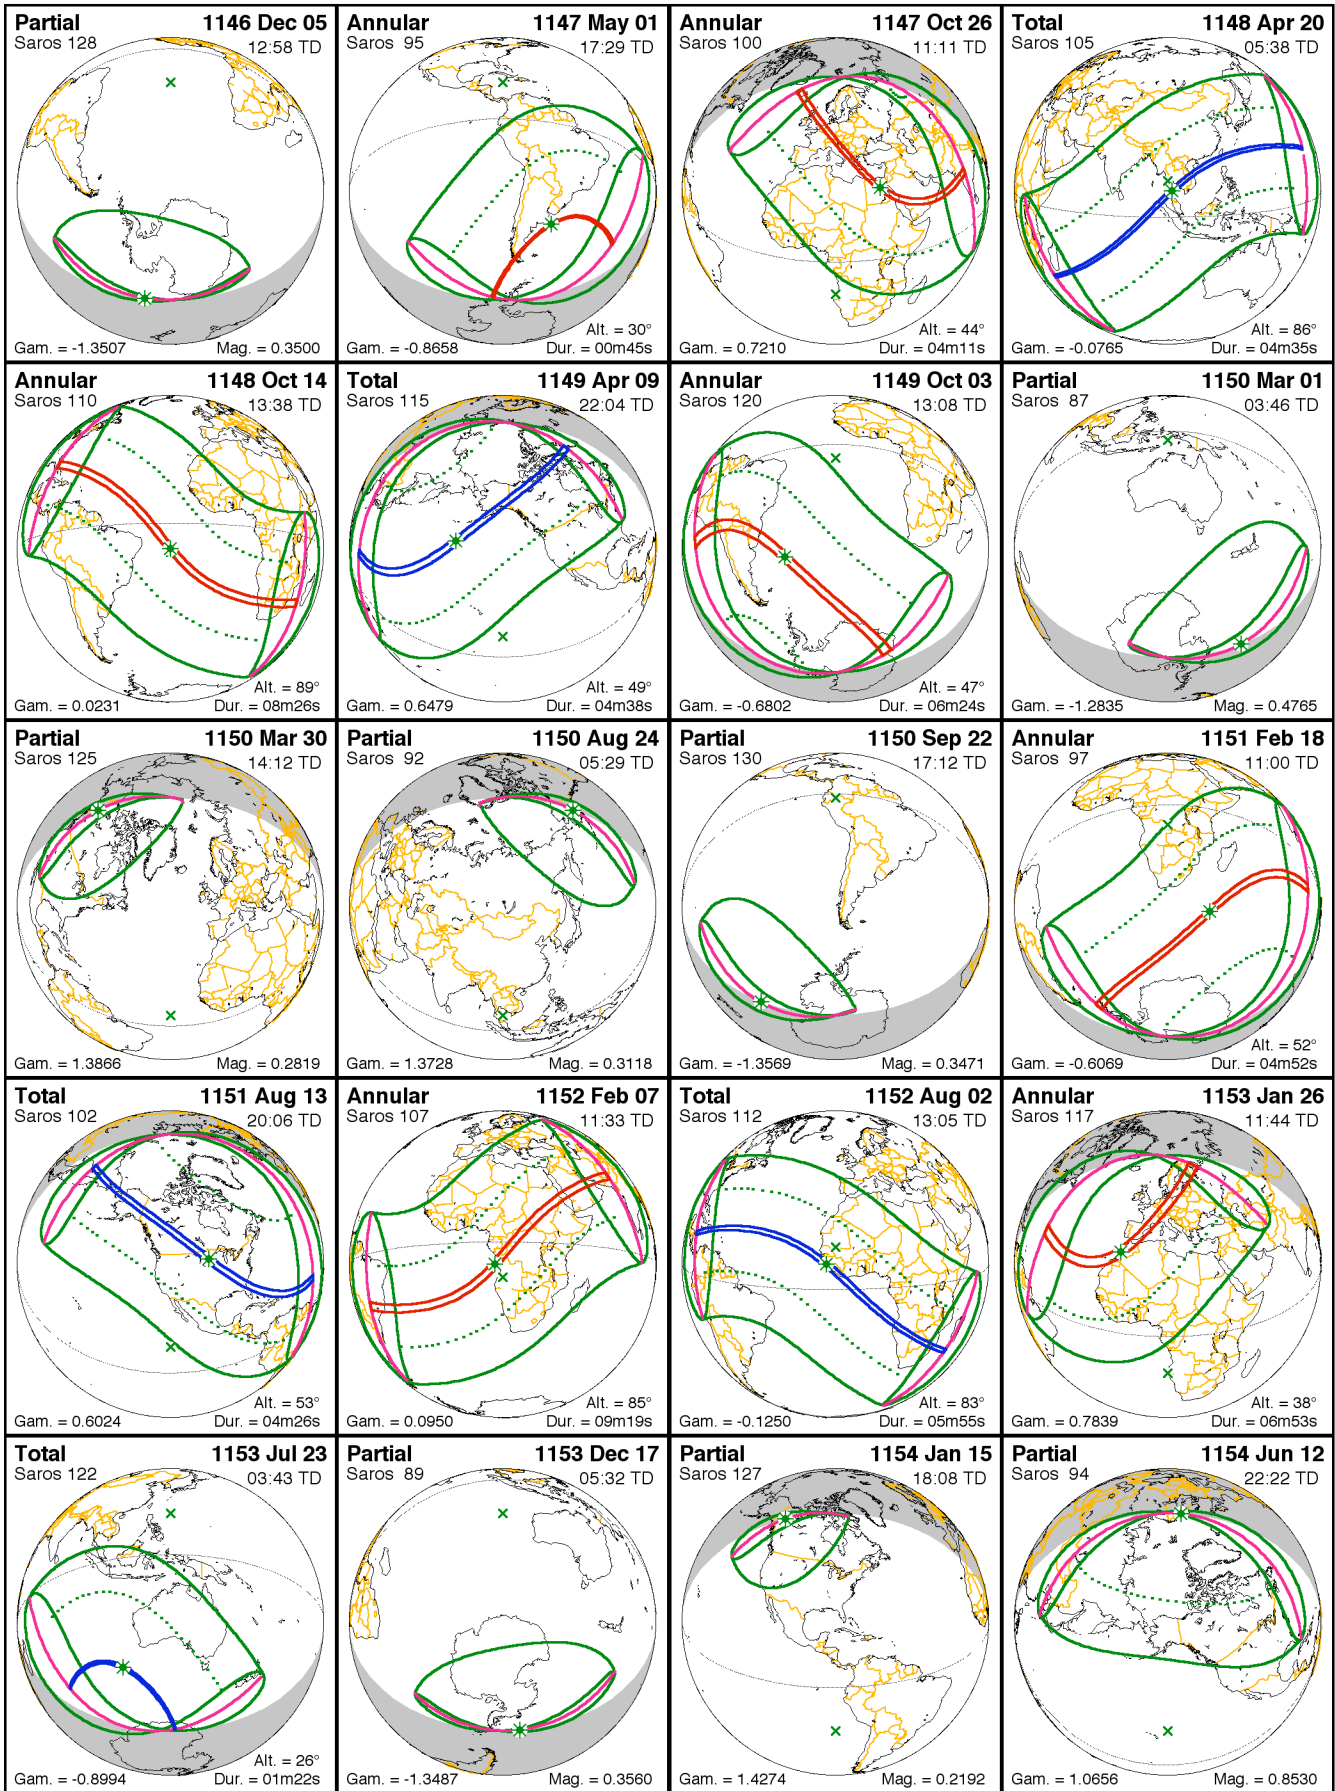 Partial 1146 Dec 05
Saros 128 12:58 TD
Gam. = -1.3507 Mag. = 0.3500
Annular 1147 May 01
Saros 95 17:29 TD
Alt. = 30°
Gam. = -0.8658 Dur. = 00m45s
Annular 1147 Oct 26
Saros 100 11:11 TD
Alt. = 44°
Gam. = 0.7210 Dur. = 04m11s
Total 1148 Apr 20
Saros 105 05:38 TD
Alt. = 86°
Gam. = -0.0765 Dur. = 04m35s
Annular 1148 Oct 14
Saros 110 13:38 TD
Alt. = 89°
Gam. = 0.0231 Dur. = 08m26s
Total 1149 Apr 09
Saros 115 22:04 TD
Alt. = 49°
Gam. = 0.6479 Dur. = 04m38s
Annular 1149 Oct 03
Saros 120 13:08 TD
Alt. = 47°
Gam. = -0.6802 Dur. = 06m24s
Partial 1150 Mar 01
Saros 87 03:46 TD
Gam. = -1.2835 Mag. = 0.4765
Partial 1150 Mar 30
Saros 125 14:12 TD
Gam. = 1.3866 Mag. = 0.2819
Partial 1150 Aug 24
Saros 92 05:29 TD
Gam. = 1.3728 Mag. = 0.3118
Partial 1150 Sep 22
Saros 130 17:12 TD
Gam. = -1.3569 Mag. = 0.3471
Annular 1151 Feb 18
Saros 97 11:00 TD
Alt. = 52°
Gam. = -0.6069 Dur. = 04m52s
Total 1151 Aug 13
Saros 102 20:06 TD
Alt. = 53°
Gam. = 0.6024 Dur. = 04m26s
Annular 1152 Feb 07
Saros 107 11:33 TD
Alt. = 85°
Gam. = 0.0950 Dur. = 09m19s
Total 1152 Aug 02
Saros 112 13:05 TD
Alt. = 83°
Gam. = -0.1250 Dur. = 05m55s
Annular 1153 Jan 26
Saros 117 11:44 TD
Alt. = 38°
Gam. = 0.7839 Dur. = 06m53s
Total 1153 Jul 23
Saros 122 03:43 TD
Alt. = 26°
Gam. = -0.8994 Dur. = 01m22s
Partial 1153 Dec 17
Saros 89 05:32 TD
Gam. = -1.3487 Mag. = 0.3560
Partial 1154 Jan 15
Saros 127 18:08 TD
Gam. = 1.4274 Mag. = 0.2192
Partial 1154 Jun 12
Saros 94 22:22 TD
Gam. = 1.0656 Mag. = 0.8530